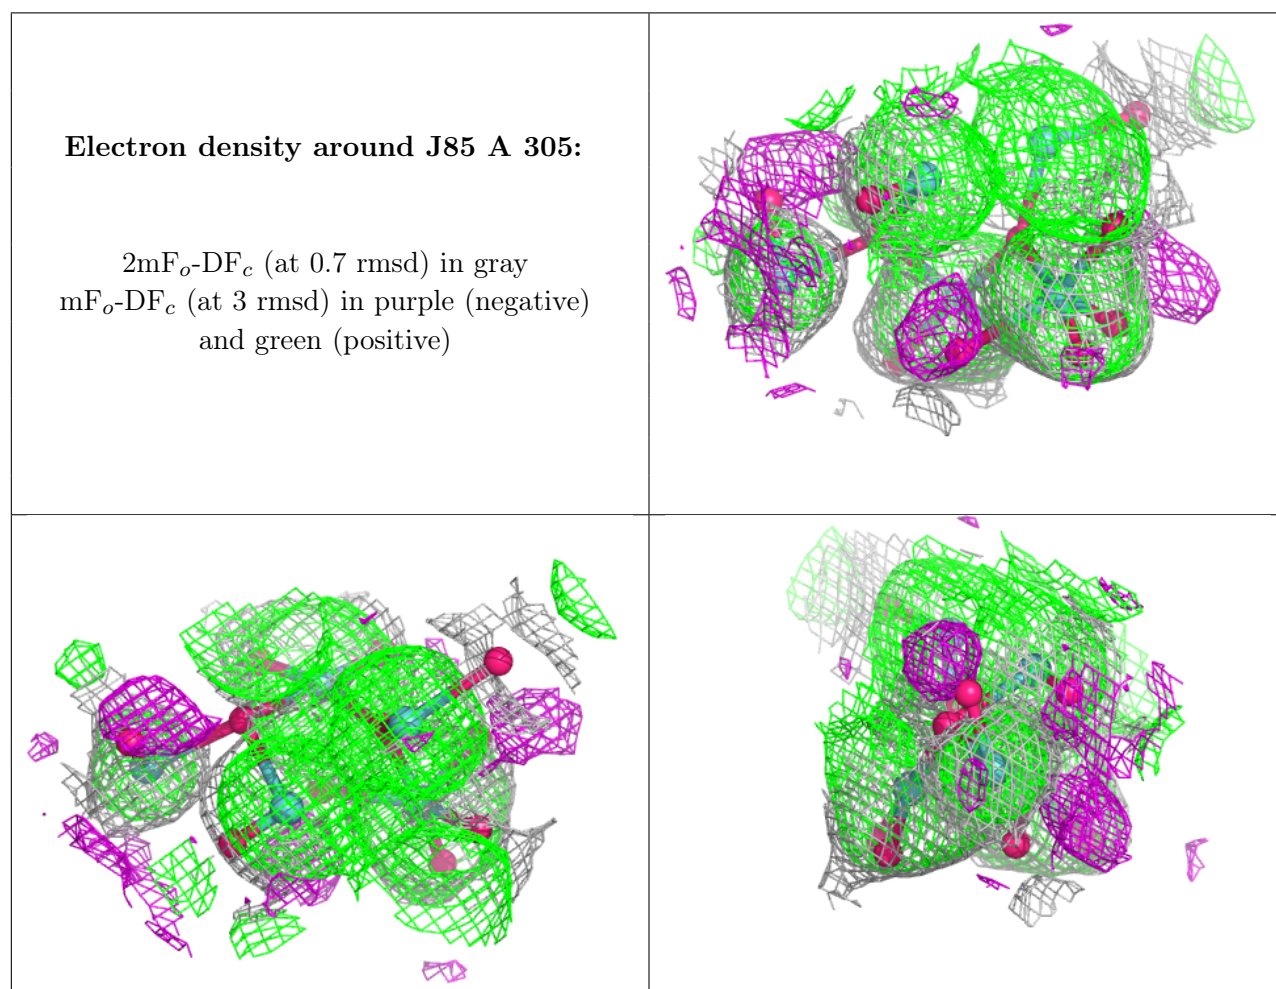 Electron density around J85 A 305:
2mFₒ-DF𝒸 (at 0.7 rmsd) in gray
mFₒ-DF𝒸 (at 3 rmsd) in purple (negative)
and green (positive)